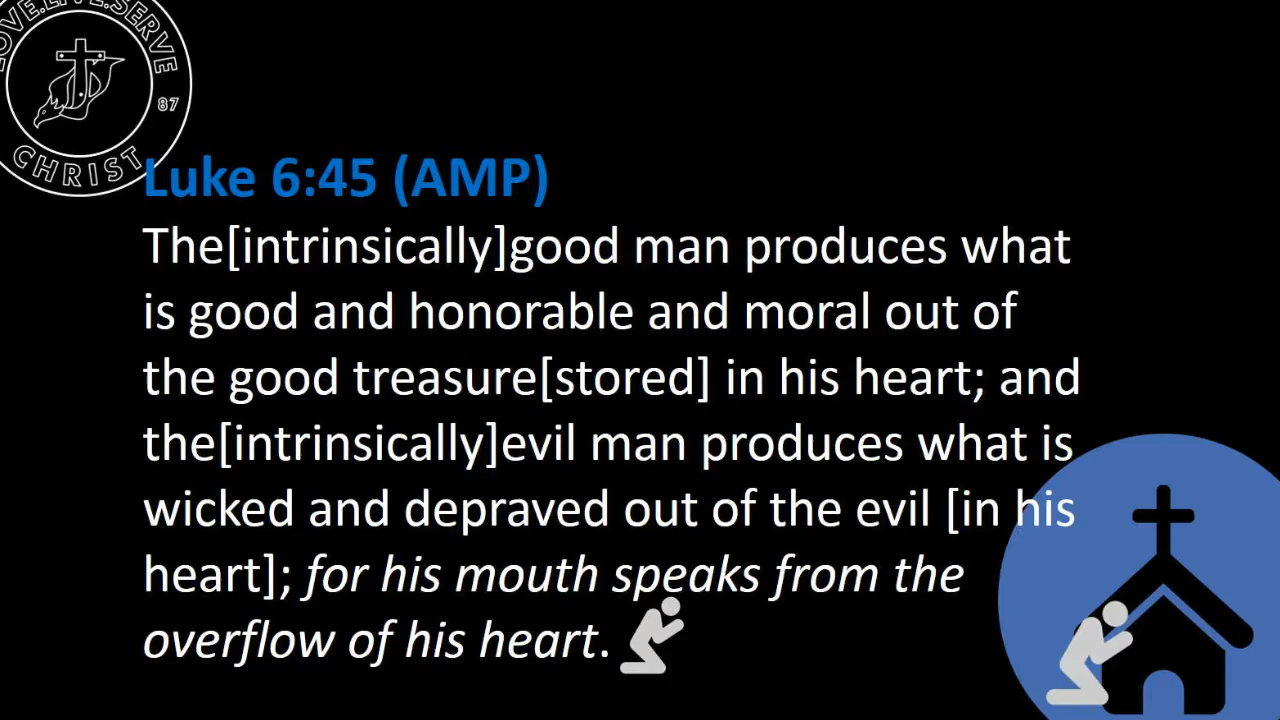 LOVE.LIVE.SERVE
87
CHRIST
Luke 6:45 (AMP)
The[intrinsically]good man produces what
is good and honorable and moral out of
the good treasure[stored] in his heart; and
the[intrinsically]evil man produces what is
wicked and depraved out of the evil [in his
heart]; for his mouth speaks from the
overflow of his heart.